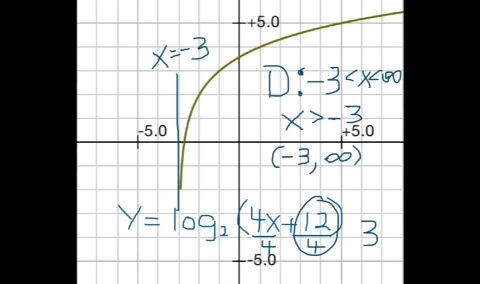 +5.0
x=-3
D: -3<x<∞
x>-3
-5.0
+5.0
(-3, ∞)
Y = log₂ (4x/4 + 12/4) 3
-5.0